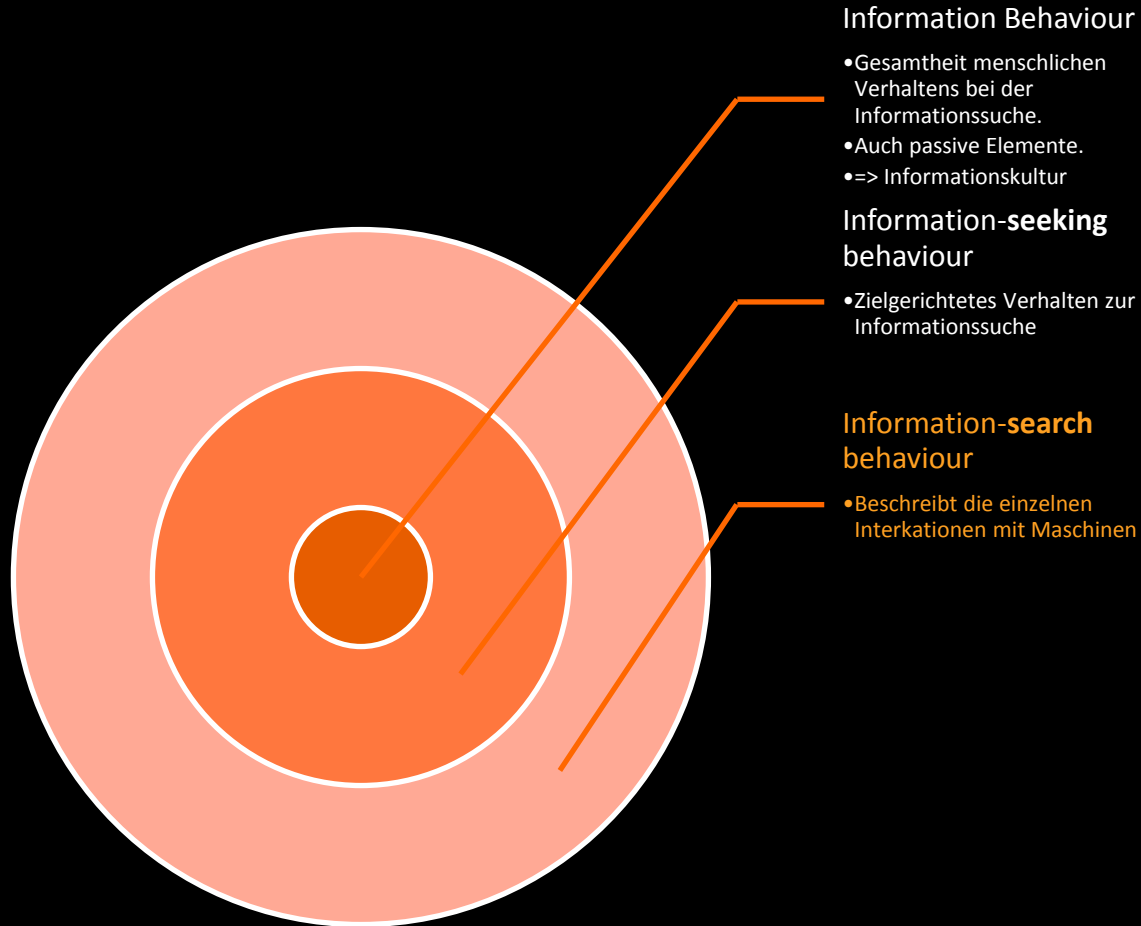 Information Behaviour
•Gesamtheit menschlichen
Verhaltens bei der
Informationssuche.
•Auch passive Elemente.
•=> Informationskultur
Information-seeking
behaviour
•Zielgerichtetes Verhalten zur
Informationssuche
Information-search
behaviour
•Beschreibt die einzelnen
Interkationen mit Maschinen